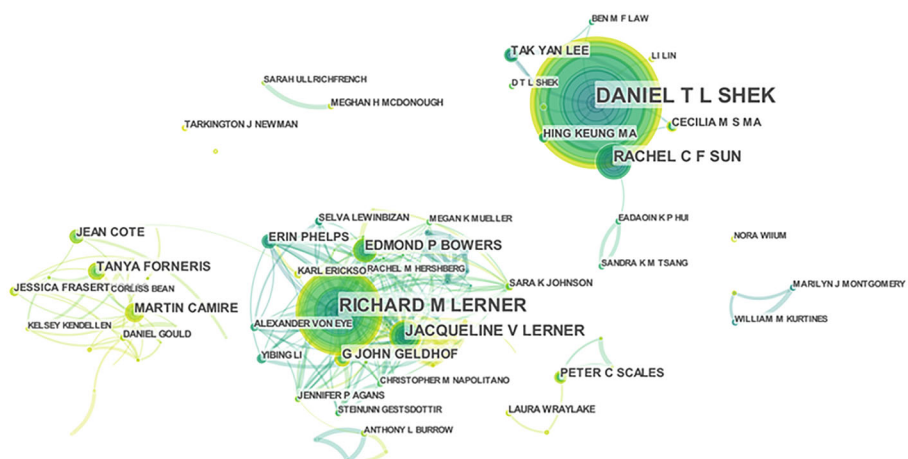 BEN M F LAW
TAK YAN LEE
LI LIN
SARAH ULLRICHFRENCH
D T L SHEK
DANIEL T L SHEK
MEGHAN H MCDONOUGH
TARKINGTON J NEWMAN
CECILIA M S MA
HING KEUNG MA
RACHEL C F SUN
SELVA LEWINBIZAN
MEGAN K MUELLER
EADAOIN K P HUI
JEAN COTE
ERIN PHELPS
EDMOND P BOWERS
NORA WIIUM
TANYA FORNERIS
KARL ERICKSO
RACHEL M HERSHBERG
SANDRA K M TSANG
JESSICA FRASERT
CORLISS BEAN
SARA K JOHNSON
MARILYN J MONTGOMERY
MARTIN CAMIRE
RICHARD M LERNER
KELSEY KENDELLEN
ALEXANDER VON EYE
WILLIAM M KURTINES
DANIEL GOULD
JACQUELINE V LERNER
YIBING LI
G JOHN GELDHOF
PETER C SCALES
CHRISTOPHER M NAPOLITANO
JENNIFER P AGANS
STEINUNN GESTSDOTTIR
LAURA WRAYLAKE
ANTHONY L BURROW